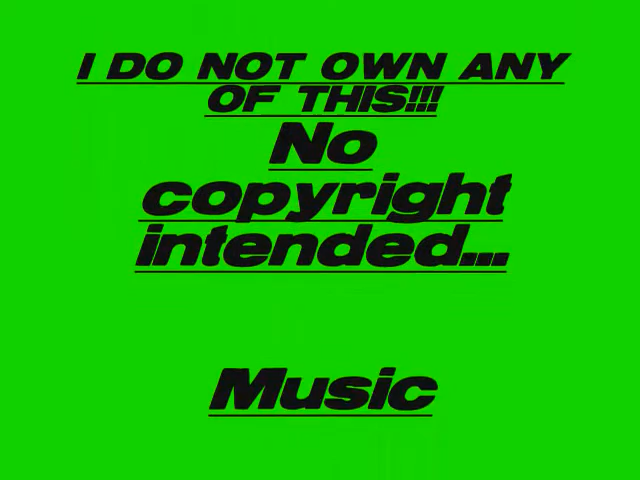 I DO NOT OWN ANY
OF THIS!!!
No
copyright
intended...
Music